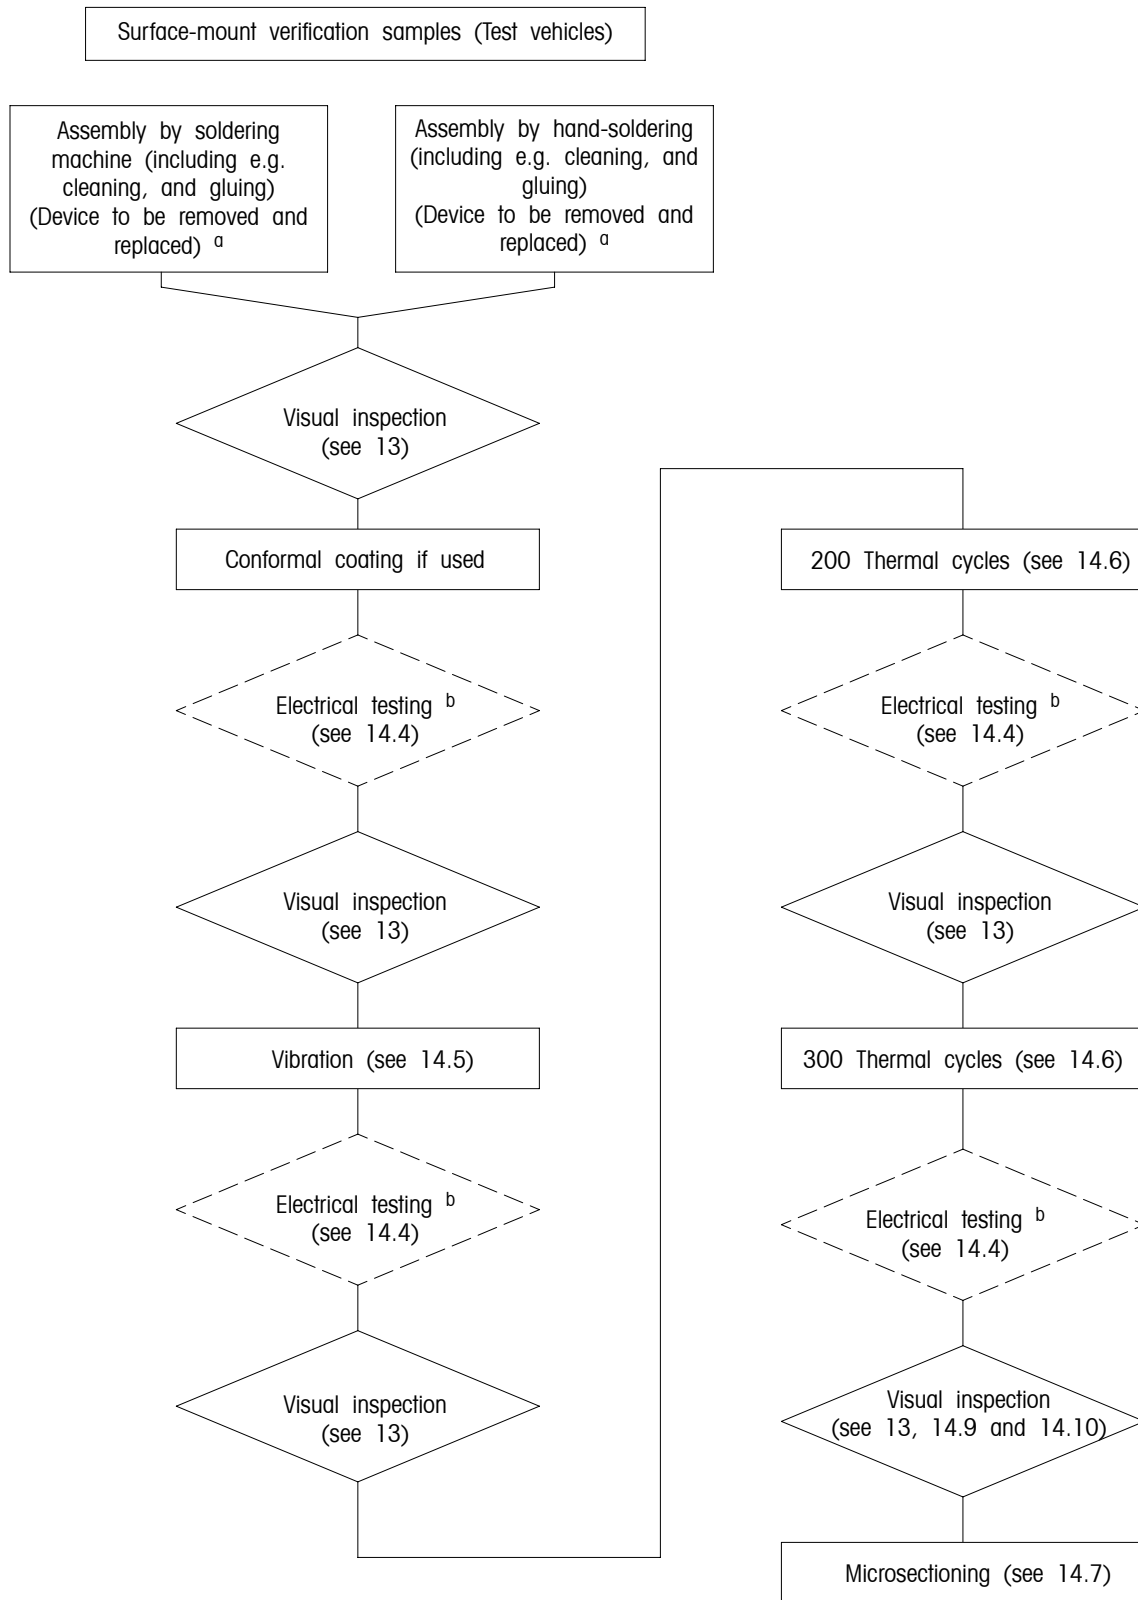 Surface-mount verification samples (Test vehicles)
Assembly by soldering
machine (including e.g.
cleaning, and gluing)
(Device to be removed and
replaced) a
Assembly by hand-soldering
(including e.g. cleaning, and
gluing)
(Device to be removed and
replaced) a
Visual inspection
(see 13)
Conformal coating if used
Electrical testing b
(see 14.4)
Visual inspection
(see 13)
Vibration (see 14.5)
Electrical testing b
(see 14.4)
Visual inspection
(see 13)
200 Thermal cycles (see 14.6)
Electrical testing b
(see 14.4)
Visual inspection
(see 13)
300 Thermal cycles (see 14.6)
Electrical testing b
(see 14.4)
Visual inspection
(see 13, 14.9 and 14.10)
Microsectioning (see 14.7)